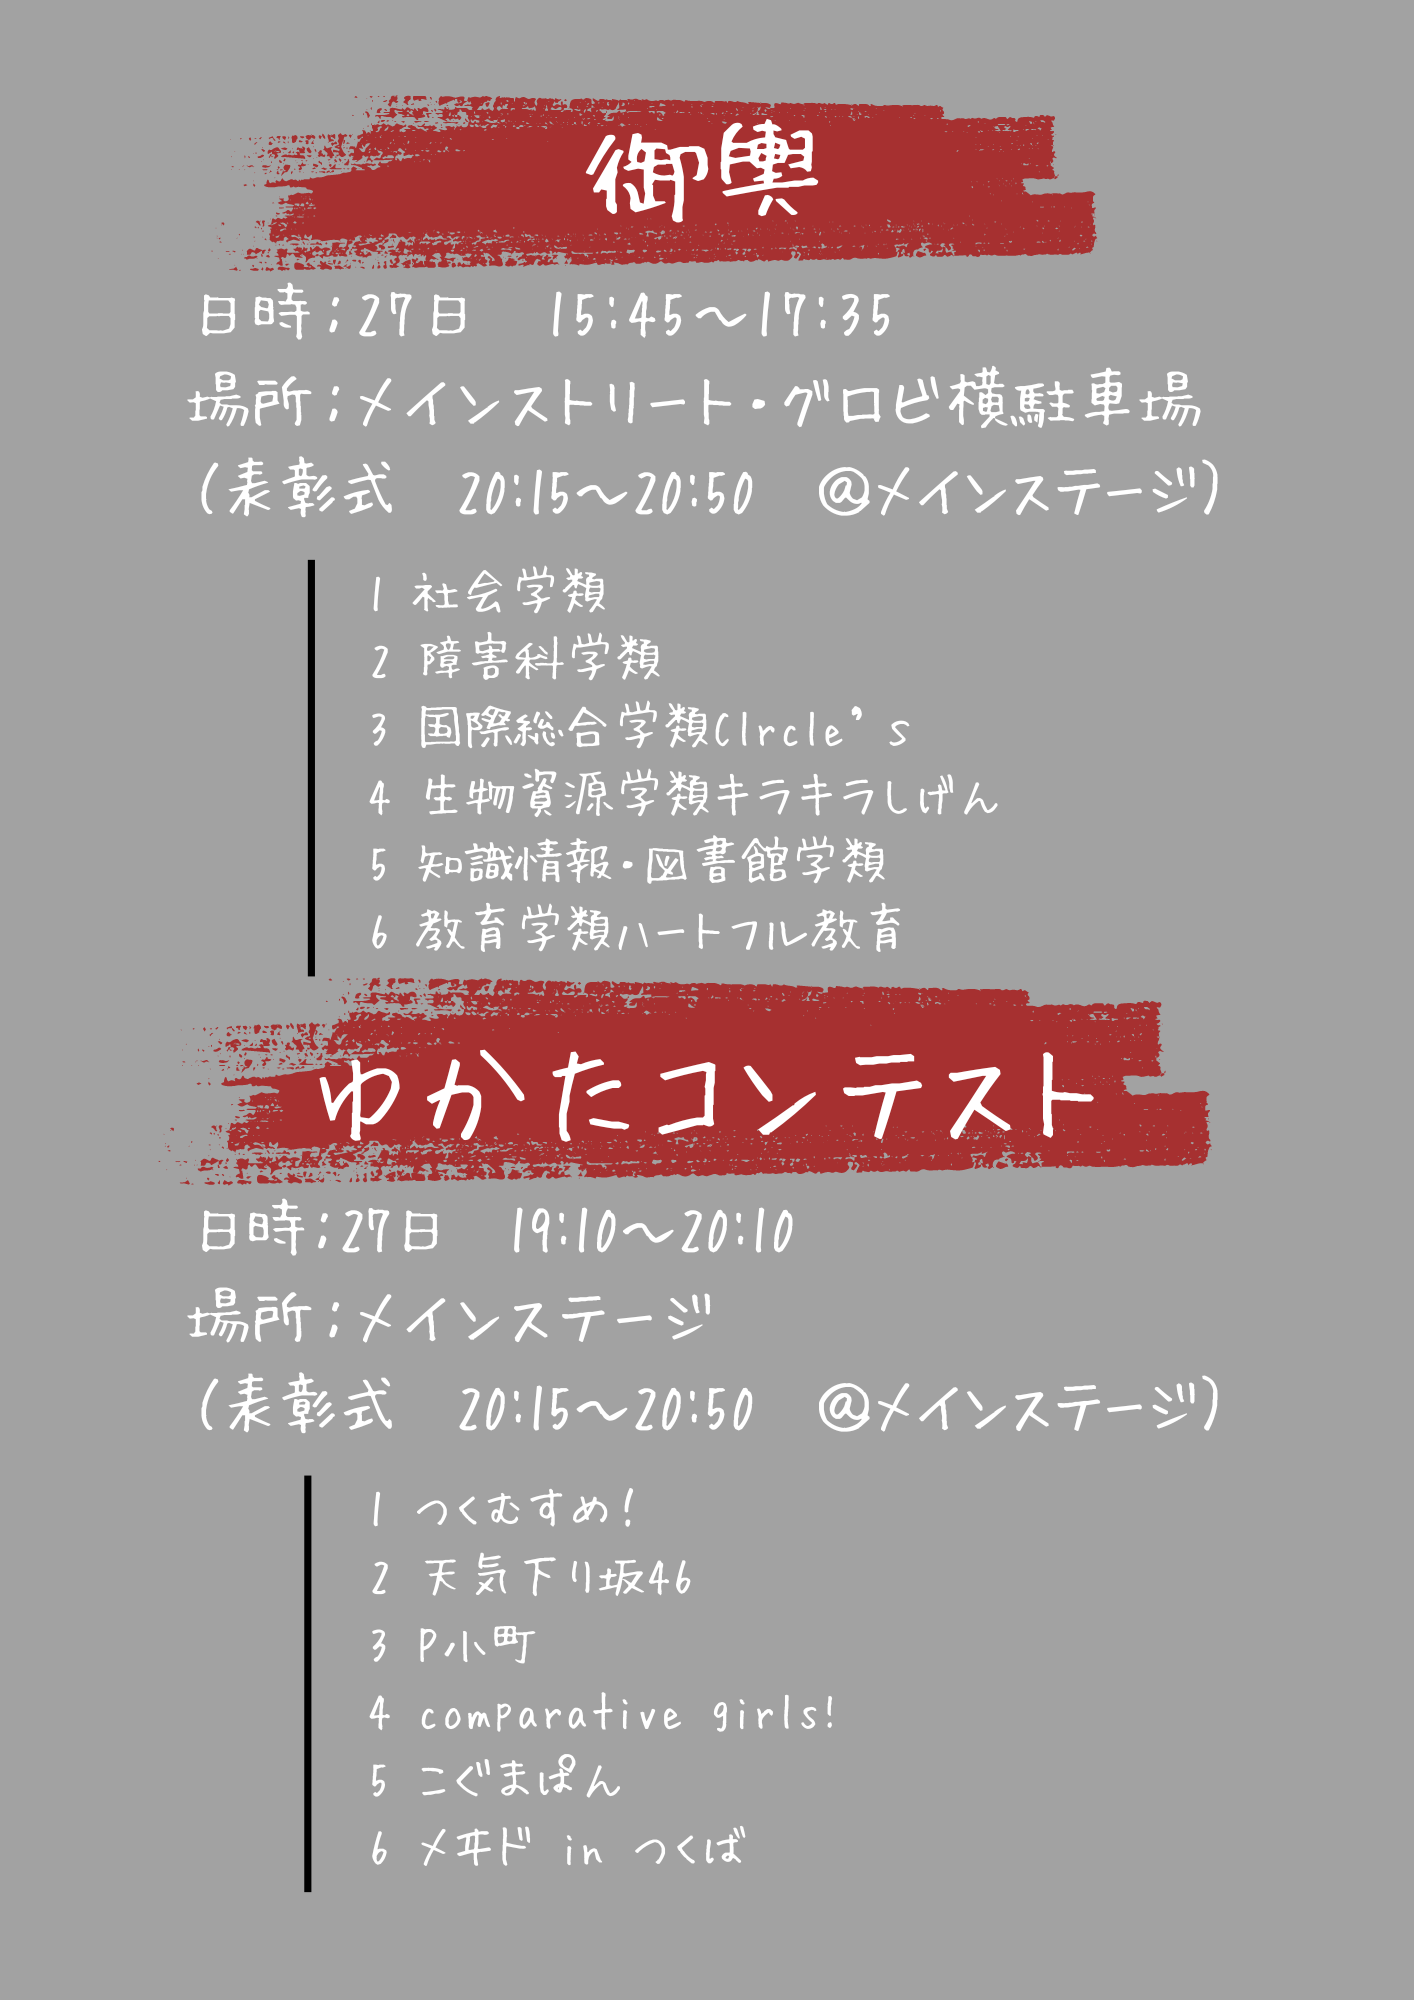 御輿
日時；27日　15:45〜17:35
場所；メインストリート・グロビ横駐車場
（表彰式　20:15〜20:50　@メインステージ）
1 社会学類
2 障害科学類
3 国際総合学類CIrcle’s
4 生物資源学類キラキラしげん
5 知識情報・図書館学類
6 教育学類ハートフル教育
ゆかたコンテスト
日時；27日　19:10〜20:10
場所；メインステージ
（表彰式　20:15〜20:50　@メインステージ）
1 つくむすめ！
2 天気下り坂46
3 P小町
4 comparative girls!
5 こぐまぱん
6 メヰド in つくば